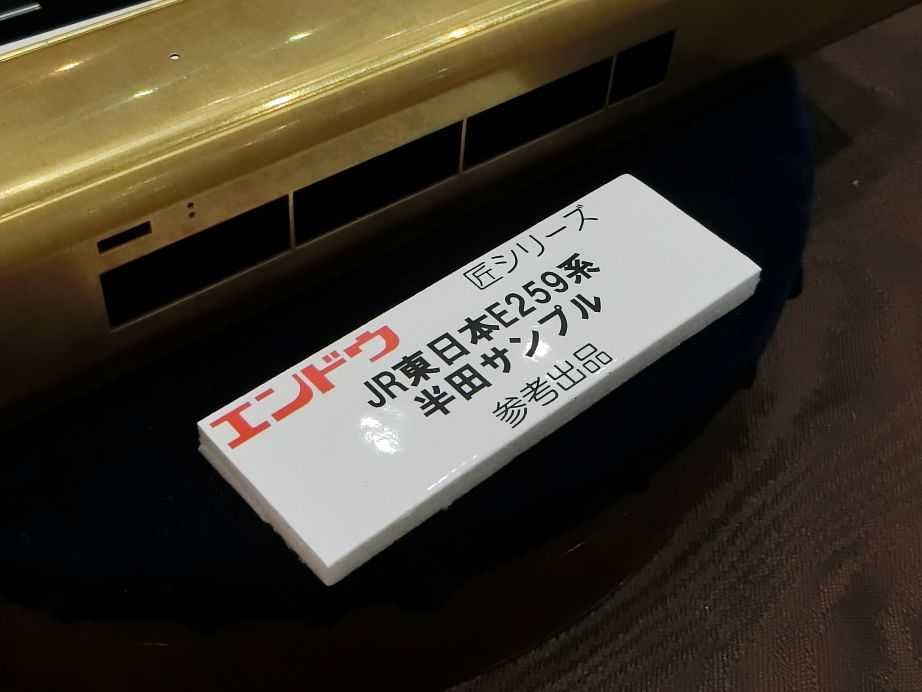 エンドウ
匠シリーズ
JR東日本E259系
半田サンプル
参考出品